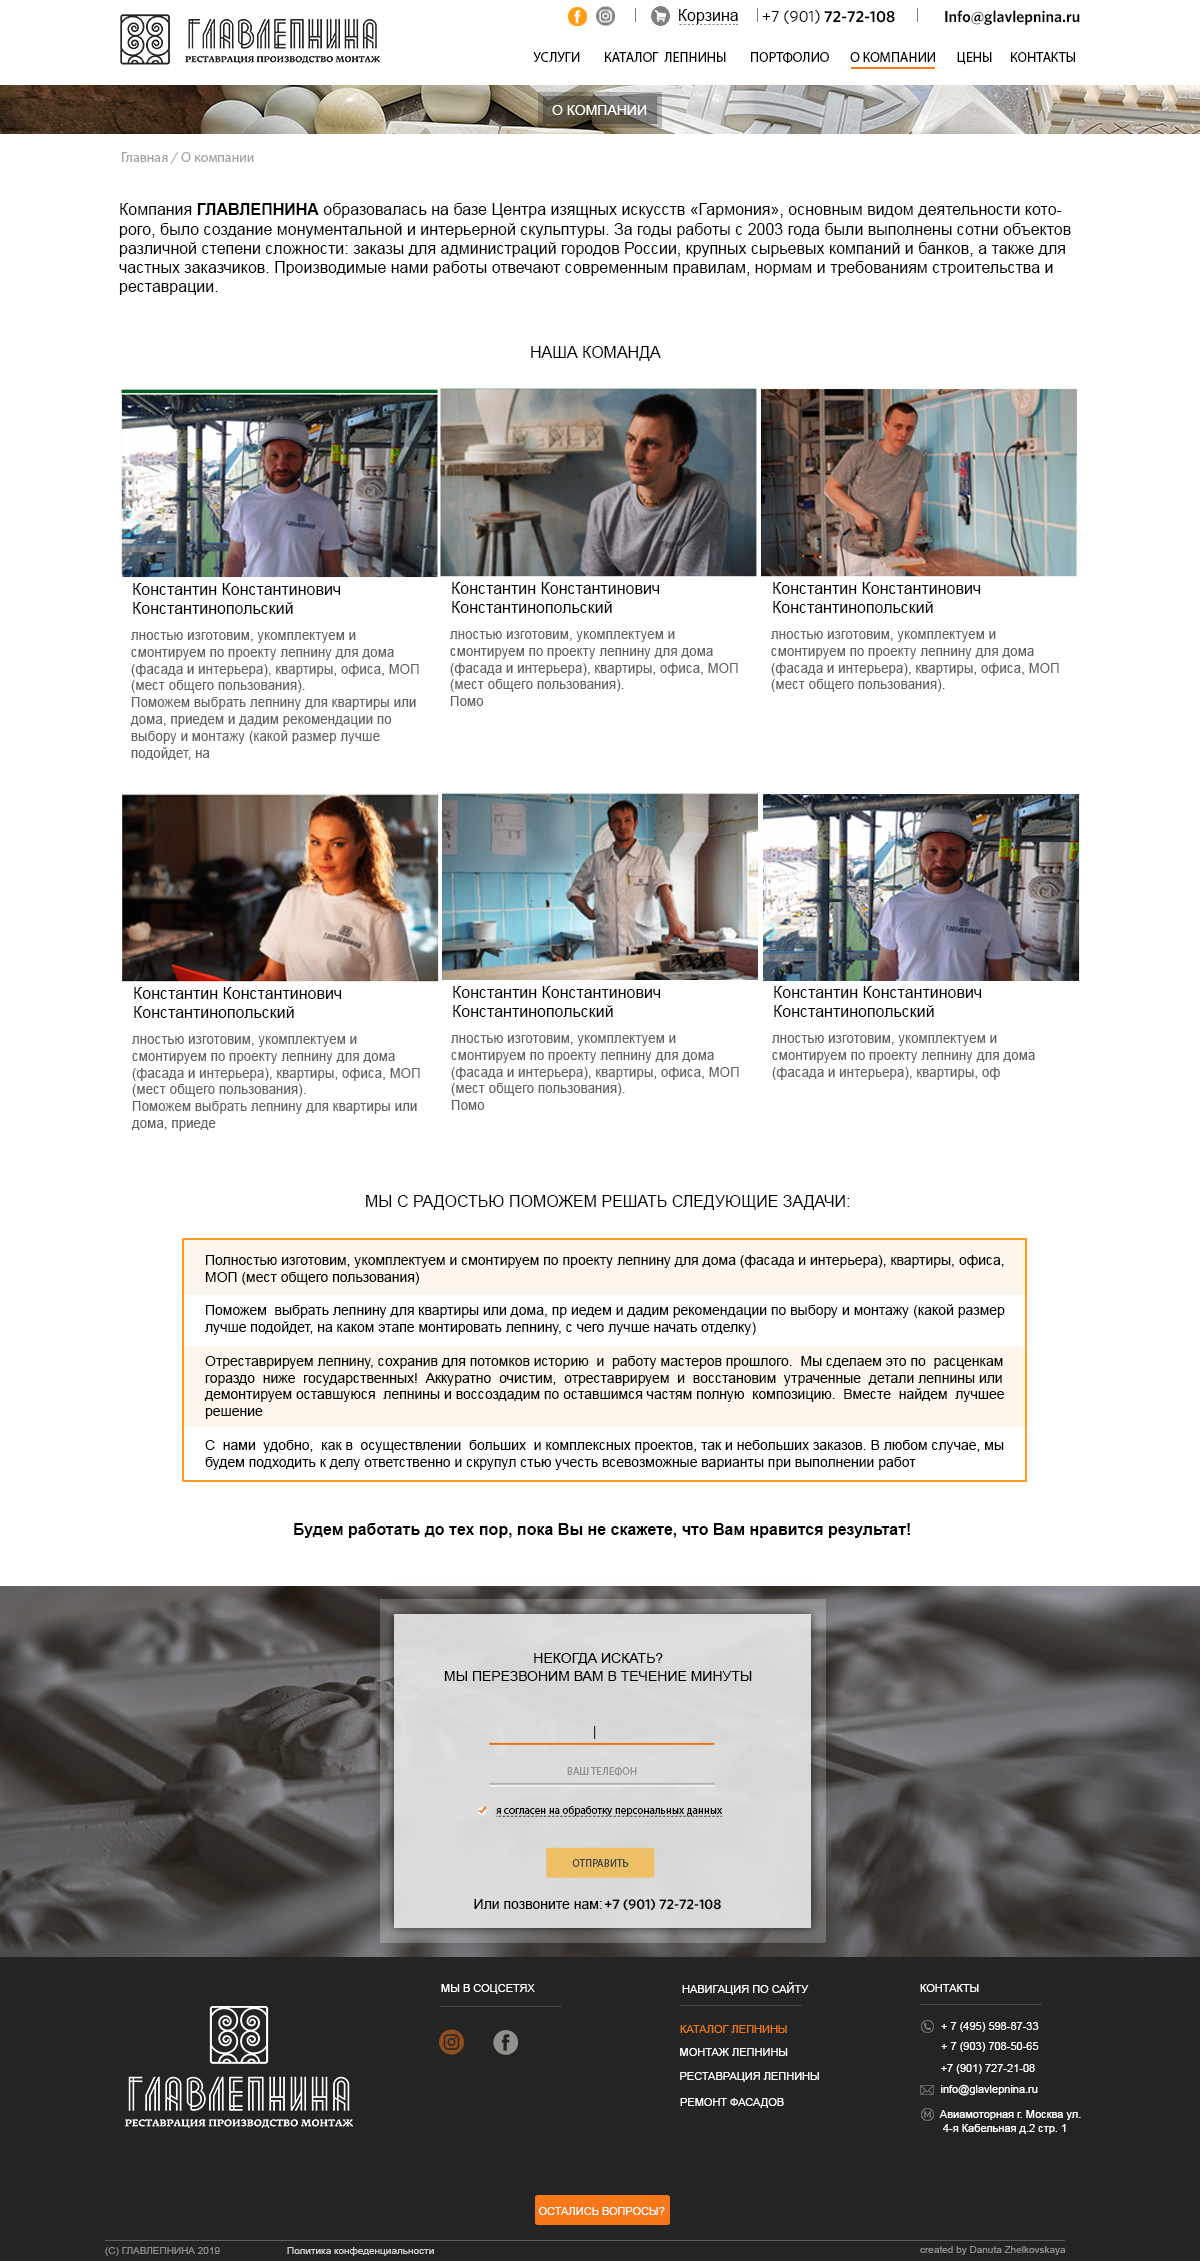 ГЛАВЛЕПНИНА
РЕСТАВРАЦИЯ ПРОИЗВОДСТВО МОНТАЖ
Корзина
+7 (901) 72-72-108
Info@glavlepnina.ru
УСЛУГИ КАТАЛОГ ЛЕПНИНЫ ПОРТФОЛИО О КОМПАНИИ ЦЕНЫ КОНТАКТЫ
О КОМПАНИИ
Главная / О компании
Компания ГЛАВЛЕПНИНА образовалась на базе Центра изящных искусств «Гармония», основным видом деятельности кото-
рого, было создание монументальной и интерьерной скульптуры. За годы работы с 2003 года были выполнены сотни объектов
различной степени сложности: заказы для администраций городов России, крупных сырьевых компаний и банков, а также для
частных заказчиков. Производимые нами работы отвечают современным правилам, нормам и требованиям строительства и
реставрации.
НАША КОМАНДА
ГЛАВЛЕПНИНА
Константин Константинович
Константинопольский
лностью изготовим, укомплектуем и
смонтируем по проекту лепнину для дома
(фасада и интерьера), квартиры, офиса, МОП
(мест общего пользования).
Поможем выбрать лепнину для квартиры или
дома, приедем и дадим рекомендации по
выбору и монтажу (какой размер лучше
подойдет, на
Константин Константинович
Константинопольский
лностью изготовим, укомплектуем и
смонтируем по проекту лепнину для дома
(фасада и интерьера), квартиры, офиса, МОП
(мест общего пользования).
Помо
Константин Константинович
Константинопольский
лностью изготовим, укомплектуем и
смонтируем по проекту лепнину для дома
(фасада и интерьера), квартиры, офиса, МОП
(мест общего пользования).
ГЛАВЛЕПНИНА
Константин Константинович
Константинопольский
лностью изготовим, укомплектуем и
смонтируем по проекту лепнину для дома
(фасада и интерьера), квартиры, офиса, МОП
(мест общего пользования).
Поможем выбрать лепнину для квартиры или
дома, приеде
Константин Константинович
Константинопольский
лностью изготовим, укомплектуем и
смонтируем по проекту лепнину для дома
(фасада и интерьера), квартиры, офиса, МОП
(мест общего пользования).
Помо
ГЛАВЛЕПНИНА
Константин Константинович
Константинопольский
лностью изготовим, укомплектуем и
смонтируем по проекту лепнину для дома
(фасада и интерьера), квартиры, оф
МЫ С РАДОСТЬЮ ПОМОЖЕМ РЕШАТЬ СЛЕДУЮЩИЕ ЗАДАЧИ:
Полностью изготовим, укомплектуем и смонтируем по проекту лепнину для дома (фасада и интерьера), квартиры, офиса,
МОП (мест общего пользования)
Поможем выбрать лепнину для квартиры или дома, пр иедем и дадим рекомендации по выбору и монтажу (какой размер
лучше подойдет, на каком этапе монтировать лепнину, с чего лучше начать отделку)
Отреставрируем лепнину, сохранив для потомков историю и работу мастеров прошлого. Мы сделаем это по расценкам
гораздо ниже государственных! Аккуратно очистим, отреставрируем и восстановим утраченные детали лепнины или
демонтируем оставшуюся лепнины и воссоздадим по оставшимся частям полную композицию. Вместе найдем лучшее
решение
С нами удобно, как в осуществлении больших и комплексных проектов, так и небольших заказов. В любом случае, мы
будем подходить к делу ответственно и скрупул стью учесть всевозможные варианты при выполнении работ
Будем работать до тех пор, пока Вы не скажете, что Вам нравится результат!
НЕКОГДА ИСКАТЬ?
МЫ ПЕРЕЗВОНИМ ВАМ В ТЕЧЕНИЕ МИНУТЫ
ВАШ ТЕЛЕФОН
я согласен на обработку персональных данных
ОТПРАВИТЬ
Или позвоните нам:+7 (901) 72-72-108
ГЛАВЛЕПНИНА
РЕСТАВРАЦИЯ ПРОИЗВОДСТВО МОНТАЖ
МЫ В СОЦСЕТЯХ
НАВИГАЦИЯ ПО САЙТУ
КАТАЛОГ ЛЕПНИНЫ
МОНТАЖ ЛЕПНИНЫ
РЕСТАВРАЦИЯ ЛЕПНИНЫ
РЕМОНТ ФАСАДОВ
КОНТАКТЫ
+ 7 (495) 598-87-33
+ 7 (903) 708-50-65
+7 (901) 727-21-08
info@glavlepnina.ru
Авиамоторная г. Москва ул.
4-я Кабельная д.2 стр. 1
ОСТАЛИСЬ ВОПРОСЫ?
(С) ГЛАВЛЕПНИНА 2019
Политика конфеденциальности
created by Danuta Zhelkovskaya